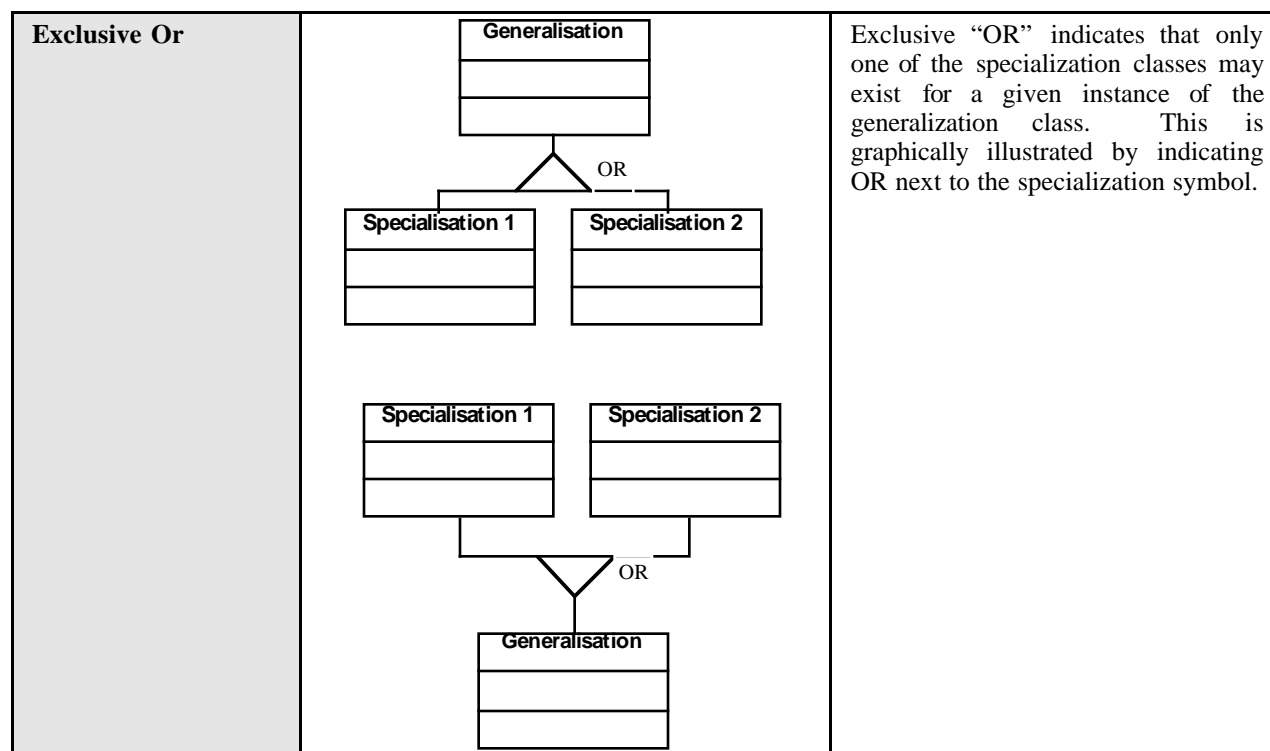 Exclusive Or
Generalisation
OR
Specialisation 1
Specialisation 2
Specialisation 1
Specialisation 2
OR
Generalisation
Exclusive “OR” indicates that only
one of the specialization classes may
exist for a given instance of the
generalization class. This is
graphically illustrated by indicating
OR next to the specialization symbol.